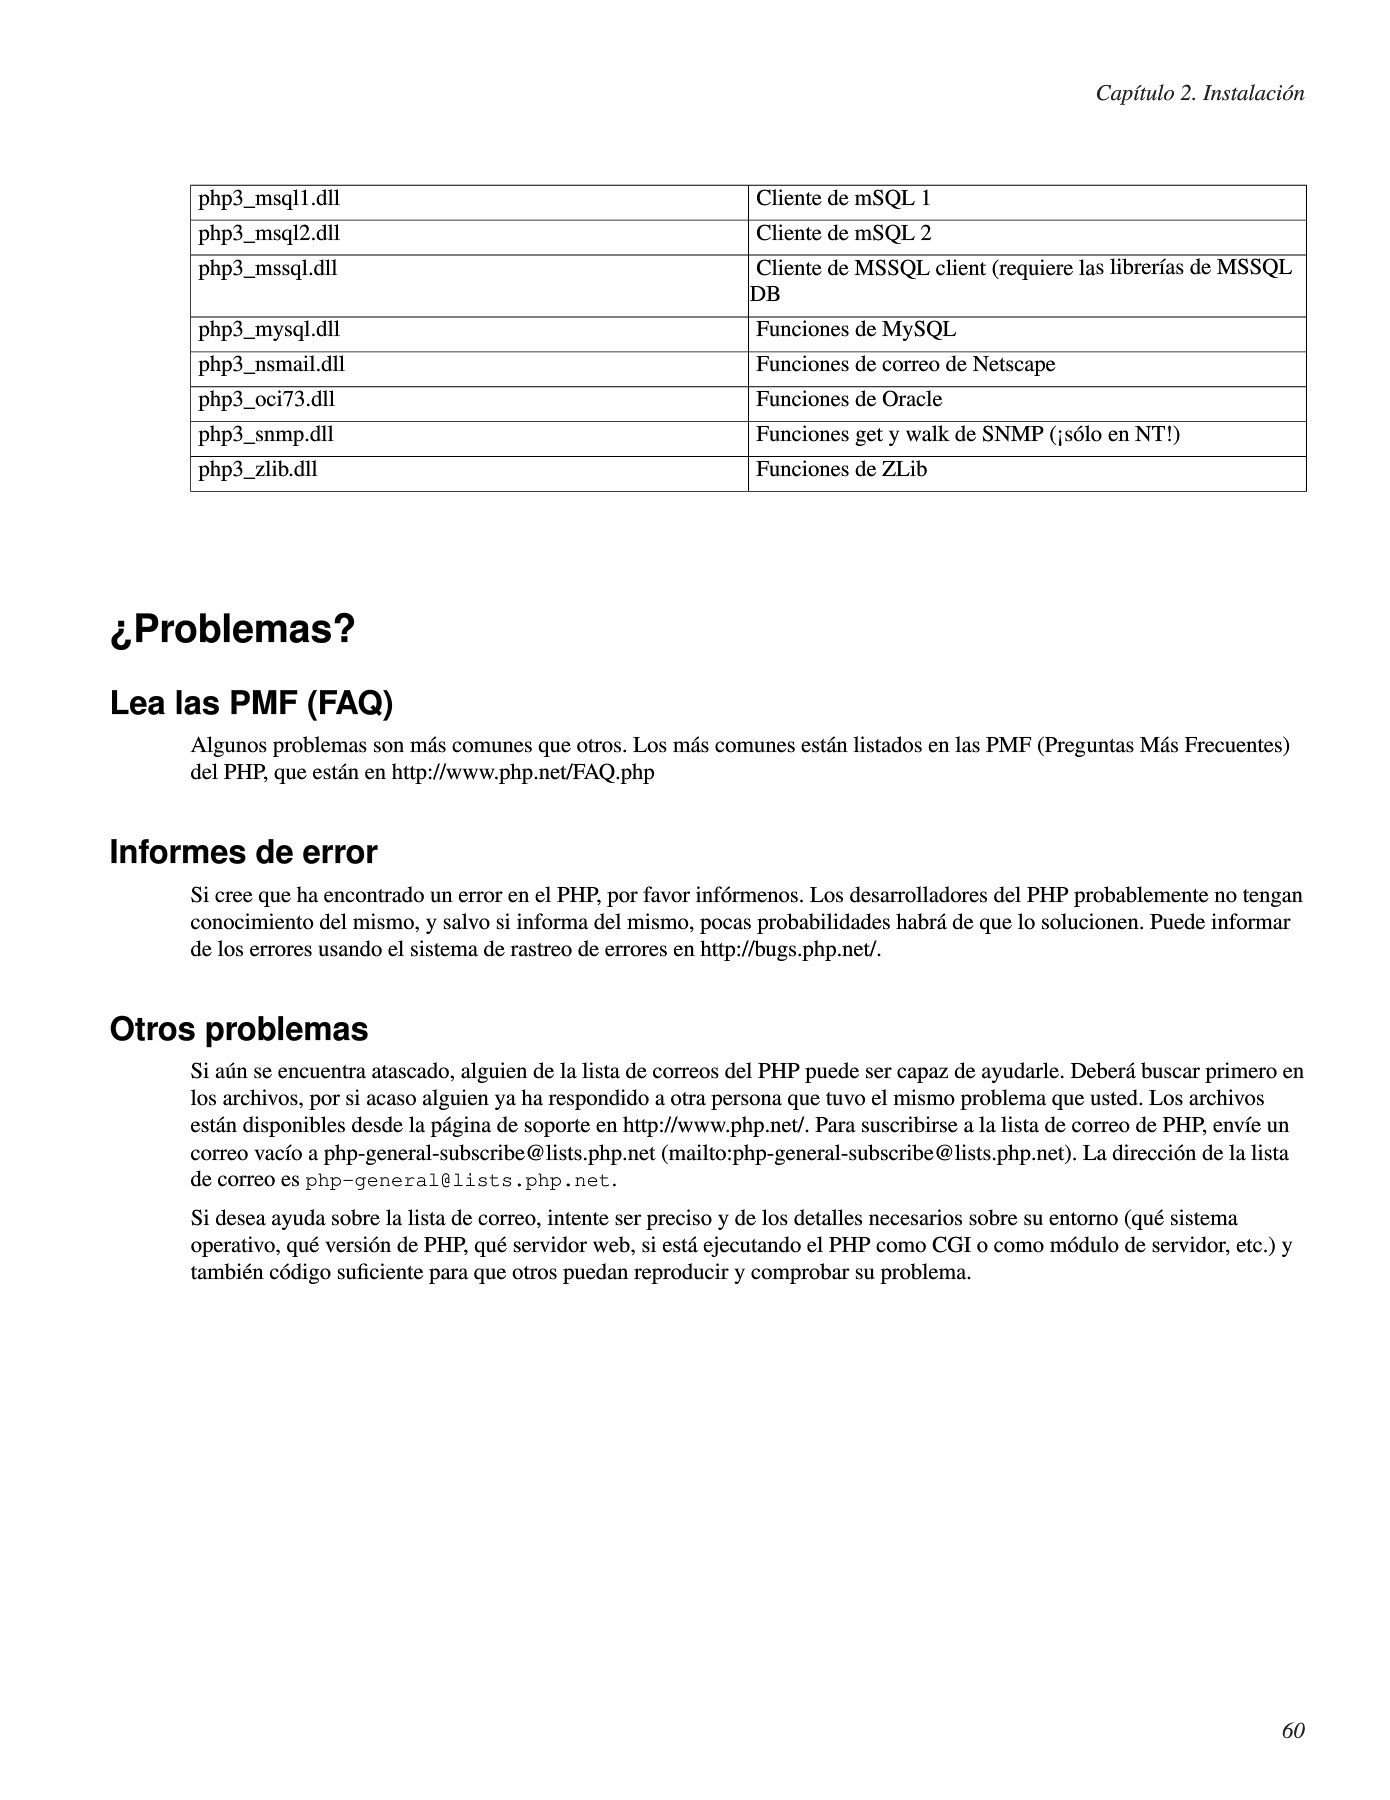 Capítulo 2. Instalación
php3_msql1.dll Cliente de mSQL 1
php3_msql2.dll Cliente de mSQL 2
php3_mssql.dll Cliente de MSSQL client (requiere las librerías de MSSQL
DB
php3_mysql.dll Funciones de MySQL
php3_nsmail.dll Funciones de correo de Netscape
php3_oci73.dll Funciones de Oracle
php3_snmp.dll Funciones get y walk de SNMP (¡sólo en NT!)
php3_zlib.dll Funciones de ZLib
¿Problemas?
Lea las PMF (FAQ)
Algunos problemas son más comunes que otros. Los más comunes están listados en las PMF (Preguntas Más Frecuentes)
del PHP, que están en http://www.php.net/FAQ.php
Informes de error
Si cree que ha encontrado un error en el PHP, por favor infórmenos. Los desarrolladores del PHP probablemente no tengan
conocimiento del mismo, y salvo si informa del mismo, pocas probabilidades habrá de que lo solucionen. Puede informar
de los errores usando el sistema de rastreo de errores en http://bugs.php.net/.
Otros problemas
Si aún se encuentra atascado, alguien de la lista de correos del PHP puede ser capaz de ayudarle. Deberá buscar primero en
los archivos, por si acaso alguien ya ha respondido a otra persona que tuvo el mismo problema que usted. Los archivos
están disponibles desde la página de soporte en http://www.php.net/. Para suscribirse a la lista de correo de PHP, envíe un
correo vacío a php-general-subscribe@lists.php.net (mailto:php-general-subscribe@lists.php.net). La dirección de la lista
de correo es php-general@lists.php.net.
Si desea ayuda sobre la lista de correo, intente ser preciso y de los detalles necesarios sobre su entorno (qué sistema
operativo, qué versión de PHP, qué servidor web, si está ejecutando el PHP como CGI o como módulo de servidor, etc.) y
también código suficiente para que otros puedan reproducir y comprobar su problema.
60